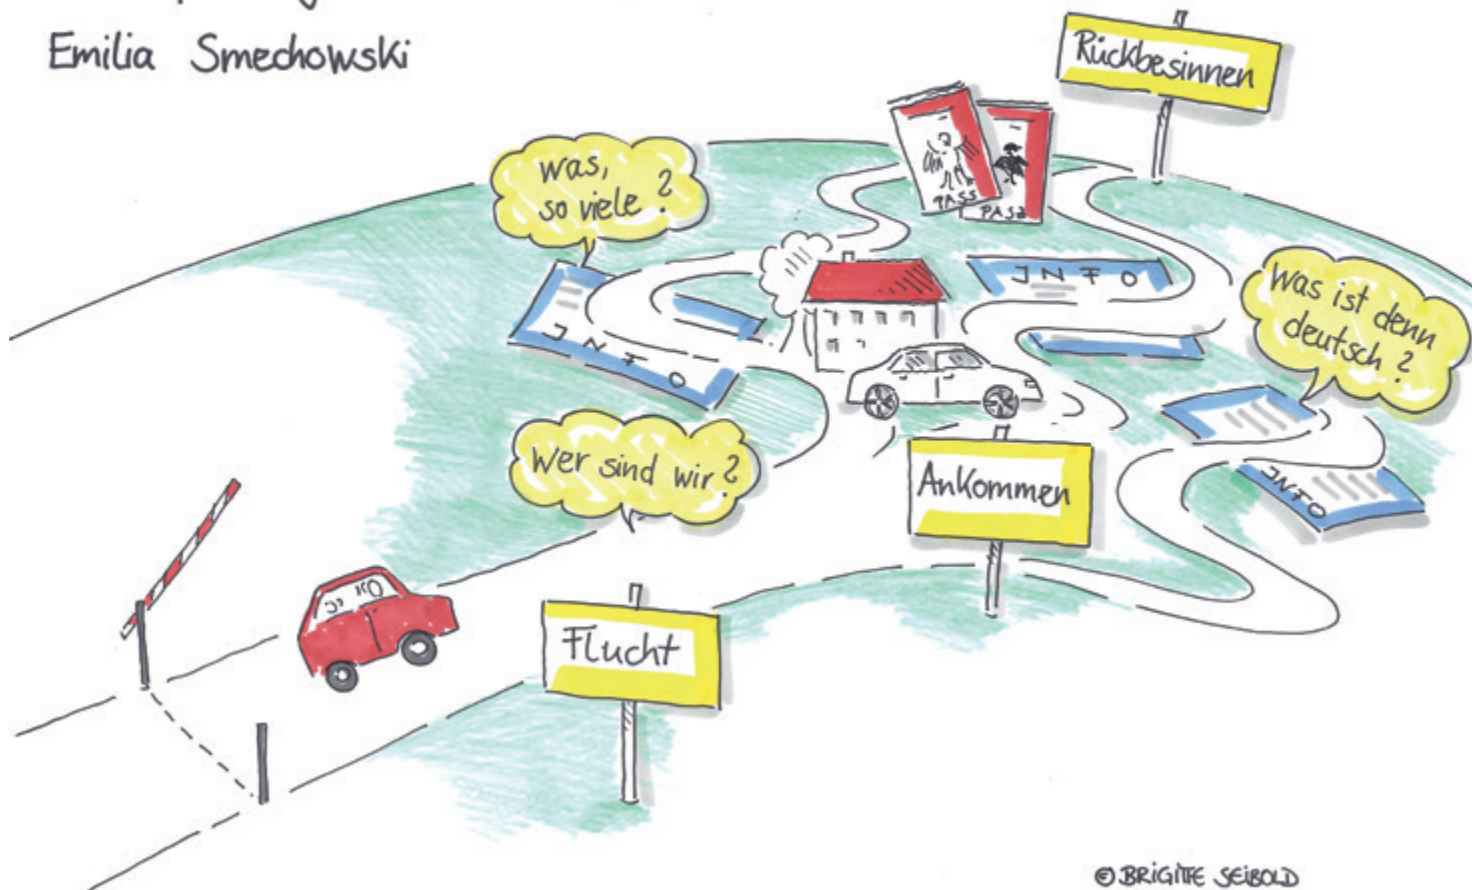 Emilia Smechowski
Rückbesinnen
PASS
PASZ
was,
so viele?
INFO
INFO
Was ist denn
deutsch?
Wer sind wir?
Ankommen
INFO
Flucht
© BRIGITTE SEIBOLD